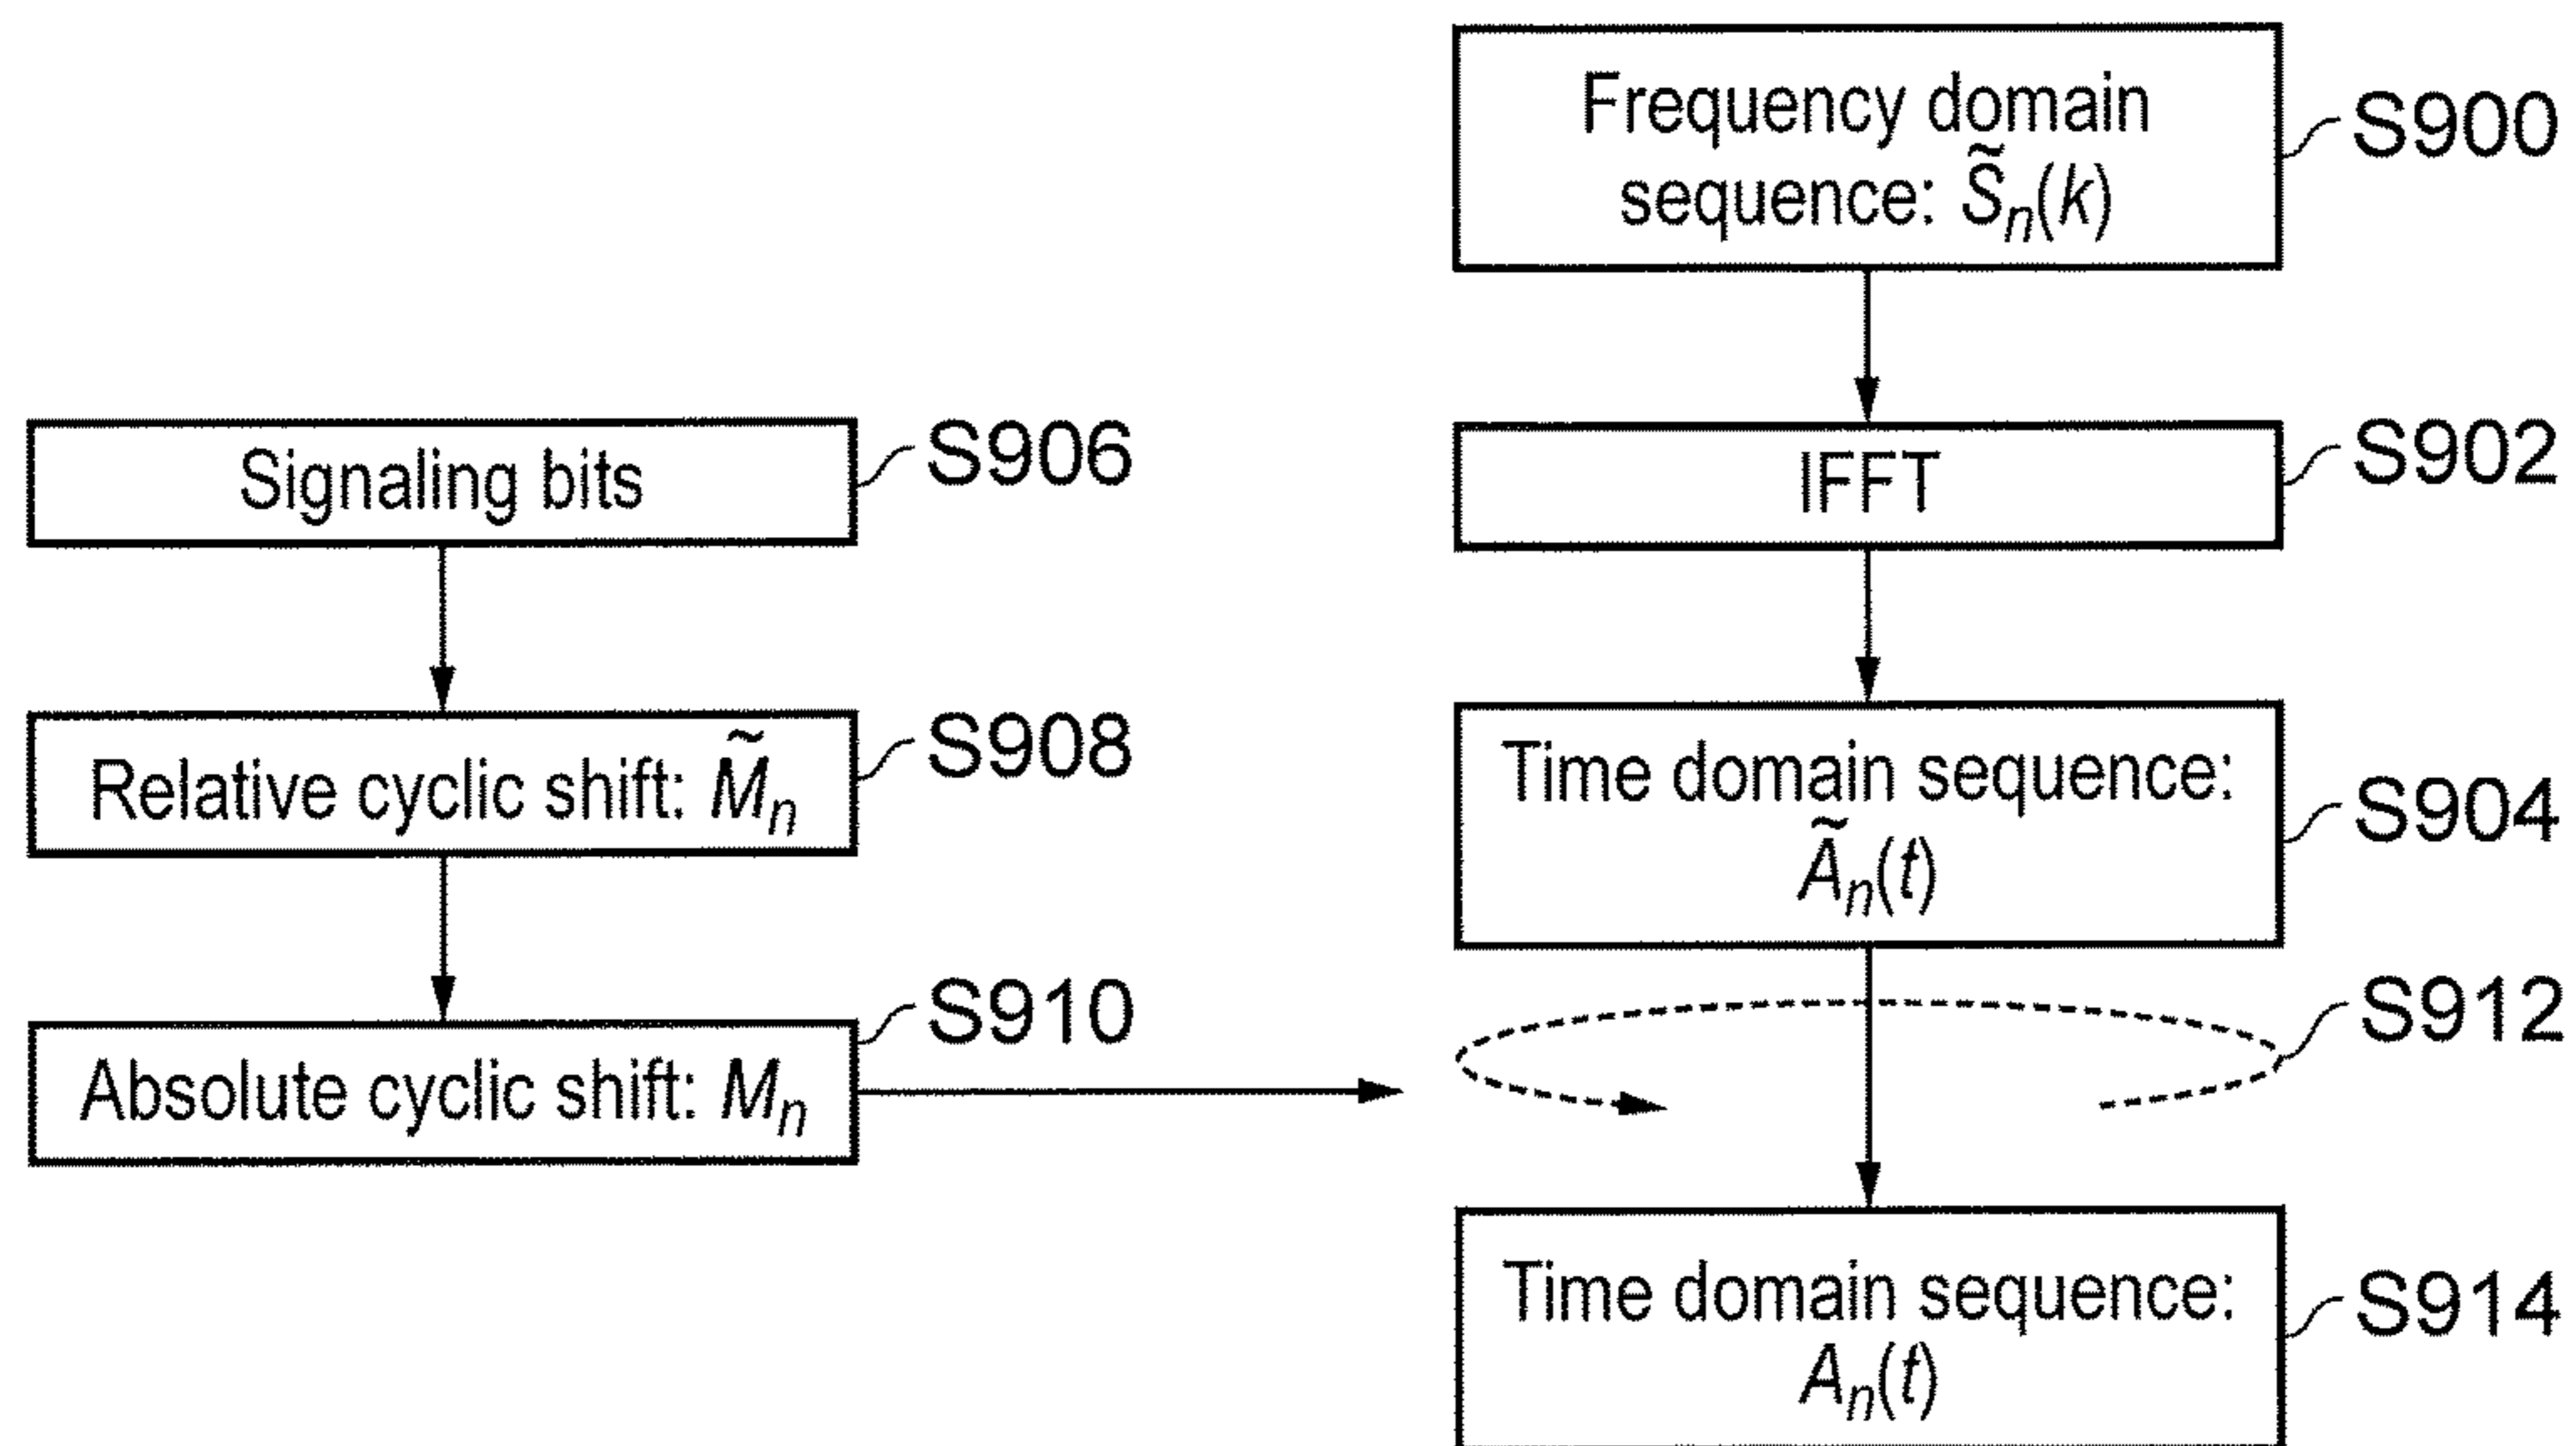 Frequency domain
sequence: S̃n(k)
S900
Signaling bits
S906
IFFT
S902
Relative cyclic shift: M̃n
S908
Time domain sequence:
Ãn(t)
S904
Absolute cyclic shift: Mn
S910
S912
Time domain sequence:
An(t)
S914